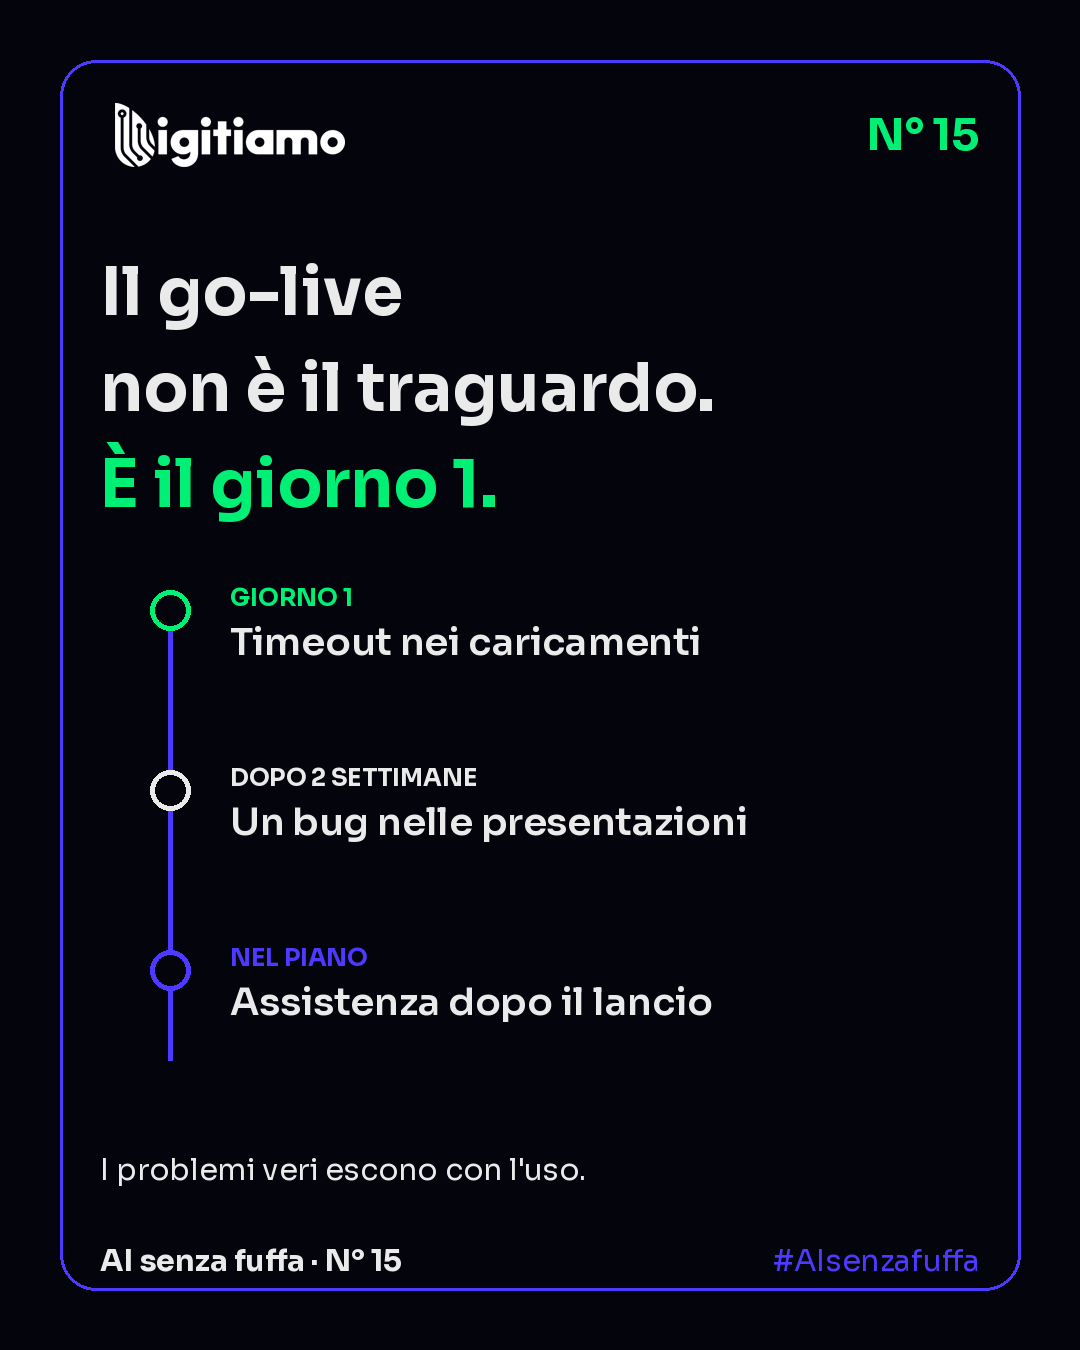 Digitiamo
N° 15
Il go-live
non è il traguardo.
È il giorno 1.
GIORNO 1
Timeout nei caricamenti
DOPO 2 SETTIMANE
Un bug nelle presentazioni
NEL PIANO
Assistenza dopo il lancio
I problemi veri escono con l'uso.
AI senza fuffa · N° 15
#AIsenzafuffa